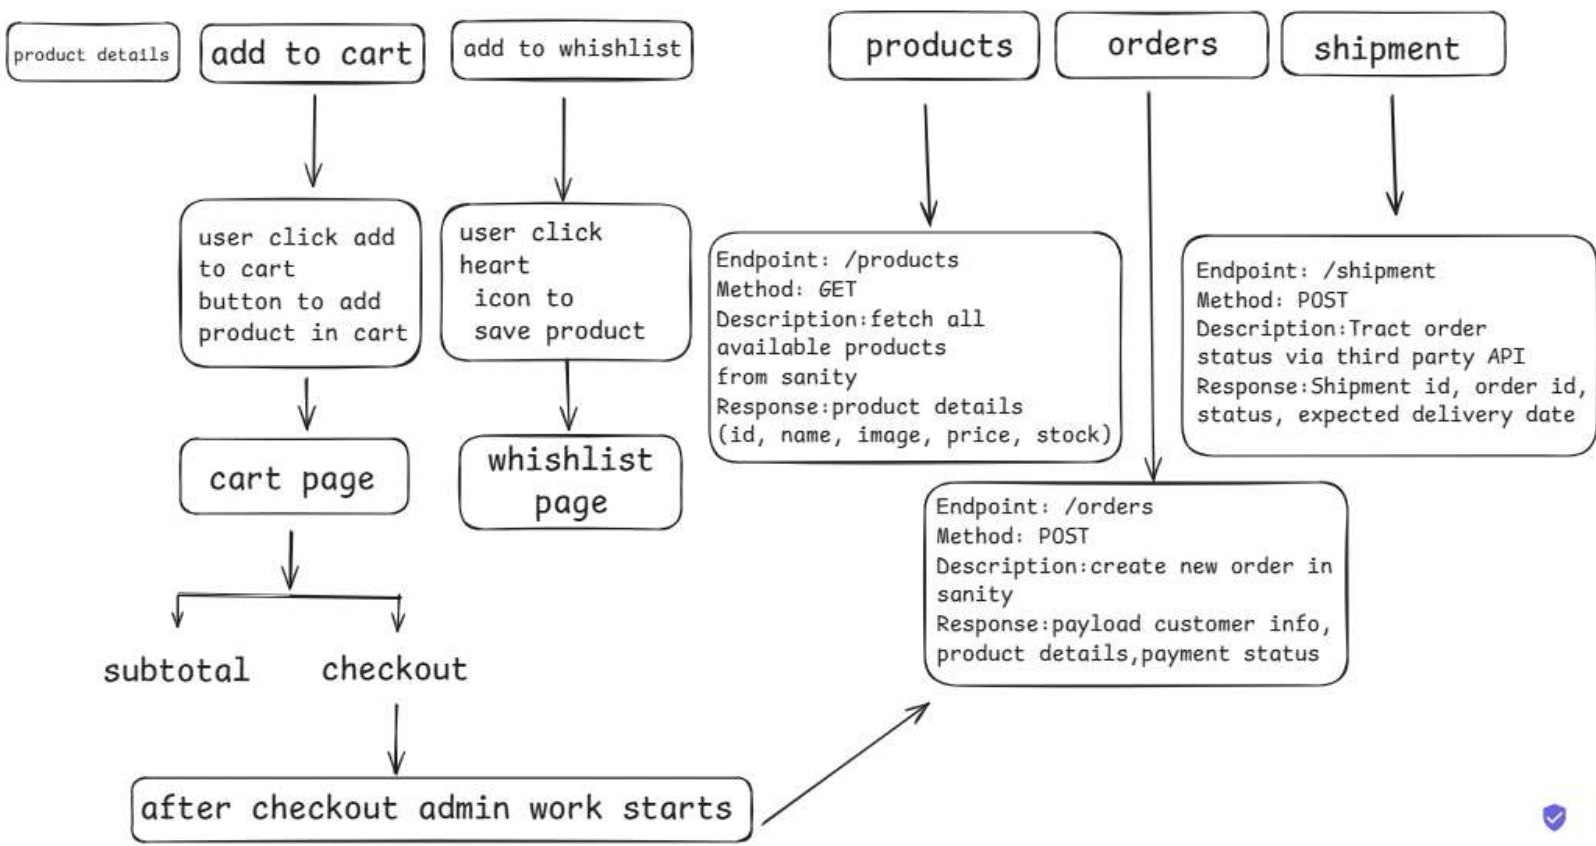 product details
add to cart
add to whishlist
products
orders
shipment
user click add
to cart
button to add
product in cart
user click
heart
icon to
save product
Endpoint: /products
Method: GET
Description:fetch all
available products
from sanity
Response:product details
(id, name, image, price, stock)
Endpoint: /shipment
Method: POST
Description:Tract order
status via third party API
Response:Shipment id, order id,
status, expected delivery date
cart page
whishlist
page
Endpoint: /orders
Method: POST
Description:create new order in
sanity
Response:payload customer info,
product details,payment status
subtotal
checkout
after checkout admin work starts